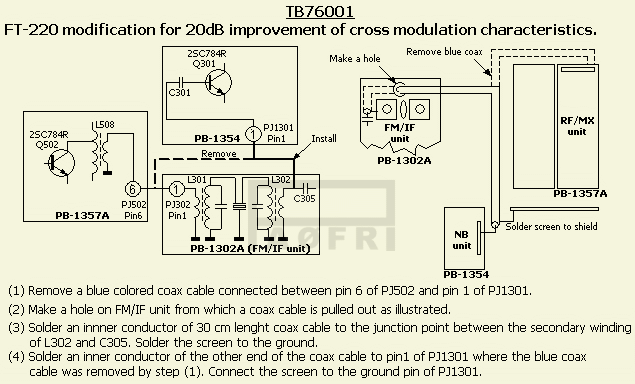 TB76001
FT-220 modification for 20dB improvement of cross modulation characteristics.
2SC784R
Q301
C301
PJ1301
Pin1
PB-1354
1
Remove
Install
2SC784R
Q502
L508
6
PJ502
Pin6
PB-1357A
1
PJ302
Pin1
L301
L302
C305
PB-1302A (FM/IF unit)
Make a hole
Remove blue coax
FM/IF
unit
PB-1302A
RF/MX
unit
PB-1357A
Solder screen to shield
NB
unit
PB-1354
ØFRI
(1) Remove a blue colored coax cable connected between pin 6 of PJ502 and pin 1 of PJ1301.
(2) Make a hole on FM/IF unit from which a coax cable is pulled out as illustrated.
(3) Solder an innner conductor of 30 cm lenght coax cable to the junction point between the secondary winding
of L302 and C305. Solder the screen to the ground.
(4) Solder an inner conductor of the other end of the coax cable to pin1 of PJ1301 where the blue coax
cable was removed by step (1). Connect the screen to the ground pin of PJ1301.